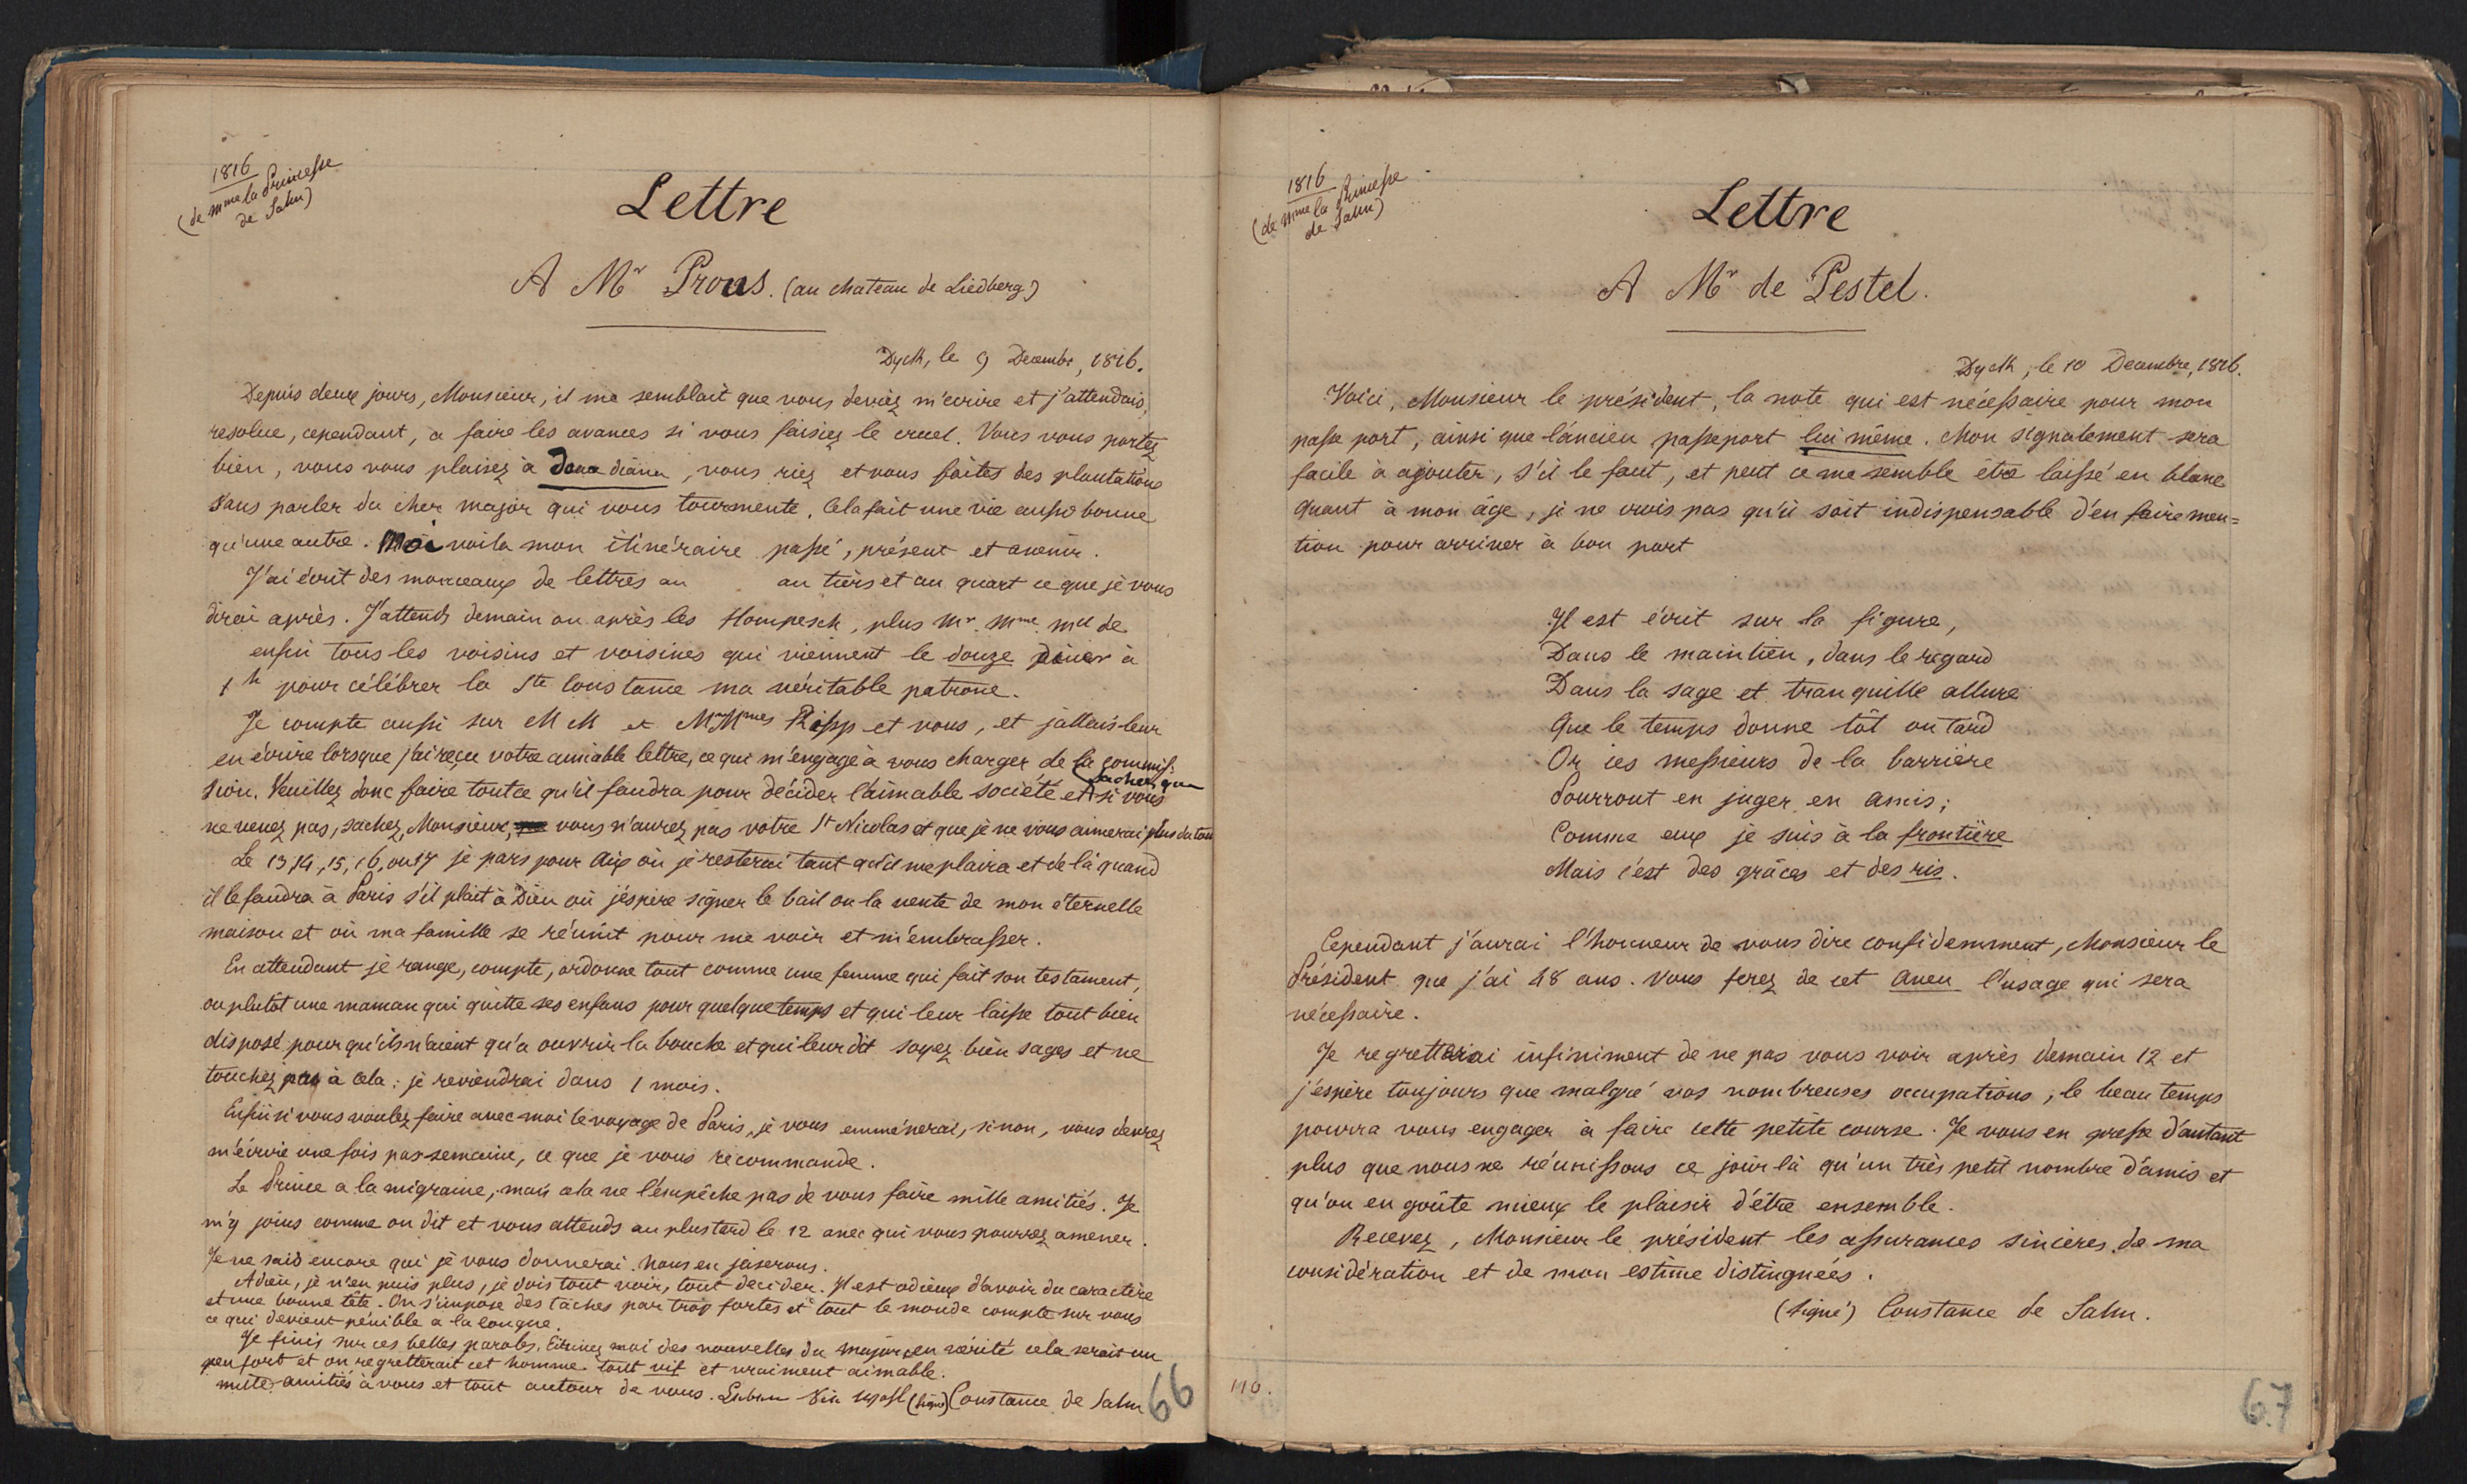 1816
(de Mme la Princesse
de Salm)
Lettre
A Mr Prous. (au chateau de Liedberg)
Dyck, le 9 Decembr, 1816.
Depuis deux jours, Monsieur, il me semblait que vous deviez m'ecrire et j'attendais,
resolue, cependant, a faire les avances si vous faisiez le cruel. Vous vous portez
bien, vous vous plaisez à diana, vous riez et vous faites des plantations
sans parler du cher major qui vous tourmente. Cela fait une vie aussi bonne
qu'une autre. Moi voila mon itinéraire passé, présent et avenir.
J'ai écrit des morceaux de lettres au au tiers et au quart ce que je vous
dirai après. J'attends demain ou après les Hompesch, plus Mr. Mme. Mll de
enfin tous les voisins et voisines qui viennent le douze diner à
1h pour célébrer la Ste Constance ma véritable patrone.
Je compte aussi sur M M et Mmes Ripp et vous, et j'allais leur
en écrire lorsque j'ai reçu votre aimable lettre, ce qui m'engage à vous charger de la commis=
sion. Veuillez donc faire tout ce qu'il faudra pour décider l'aimable société et sachez que si vous
ne venez pas, sachez, Monsieur, vous n'aurez pas votre St Nicolas et que je ne vous aimerai plus du tout
Le 13, 14, 15, 16, ou 17 je pars pour Aix où je resterai tant qu'il me plaira et de là quand
il le faudra à Paris s'il plait à Dieu où j'éspère signer le bail ou la vente de mon éternelle
maison et où ma famille se réunit pour me voir et m'embrasser.
En attendant je range, compte, ordonne tout comme une femme qui fait son testament,
ou plutôt une maman qui quitte ses enfans pour quelque temps et qui leur laisse tout bien
disposé pour qu'ils n'aient qu'a ouvrir la bouche et qui leur dit soyez bien sages et ne
touchez pas à cela: je reviendrai dans 1 mois.
Enfin si vous voulez faire avec moi le voyage de Paris, je vous emmènerai, sinon, vous devrez
m'écrire une fois par semaine, ce que je vous recommande.
Le Prince a la migraine, mais cela ne l'empêche pas de vous faire mille amitiés. Je
m'y joins comme on dit et vous attends au plus tard le 12 avec qui vous pourrez amener.
Je ne sais encore qui je vous donnerai. Nous en jaserons.
Adieu, je n'en puis plus, je dois tout voir, tout decider. Il est odieux d'avoir du caractère
et une bonne tête. On s'impose des tâches par trop fortes et tout le monde compte sur vous
ce qui devient pénible a la longue.
Je finis sur ces belles paroles. Ecrivez moi des nouvelles du major, en vérité cela serait un
peu fort et on regretterait cet homme tout vif et vraiment aimable.
mille amitiés à vous et tout autour de vous. (signé) Constance de Salm
66
1816
(de Mme la Princesse
de Salm)
Lettre
A Mr de Pestel.
Dyck, le 10 Decembre, 1816.
Voici, Monsieur le président, la note qui est nécessaire pour mon
passe port, ainsi que l'ancien passeport lui même. Mon signalement sera
facile à ajouter, s'il le faut, et peut ce me semble être laissé en blanc
Quant à mon âge, je ne crois pas qu'il soit indispensable d'en faire men=
tion pour arriver à bon port
Il est écrit sur la figure,
Dans le maintien, dans le regard
Dans la sage et tranquille allure
Que le temps donne tôt ou tard
Or ces messieurs de la barrière
Pourront en juger en amis;
Comme eux je suis à la frontière
Mais c'est des grâces et des ris.
Cependant j'aurai l'honneur de vous dire confidemment, Monsieur le
Président que j'ai 48 ans. Vous ferez de cet aveu l'usage qui sera
nécessaire.
Je regretterai infiniment de ne pas vous voir après demain 12 et
j'espère toujours que malgré vos nombreuses occupations, le beau temps
pourra vous engager à faire cette petite course. Je vous en presse d'autant
plus que nous ne réunissons ce jour là qu'un très petit nombre d'amis et
qu'on en goûte mieux le plaisir d'être ensemble.
Recevez, Monsieur le président les assurances sincères de ma
considération et de mon estime distinguées.
(signé) Constance de Salm.
116.
67